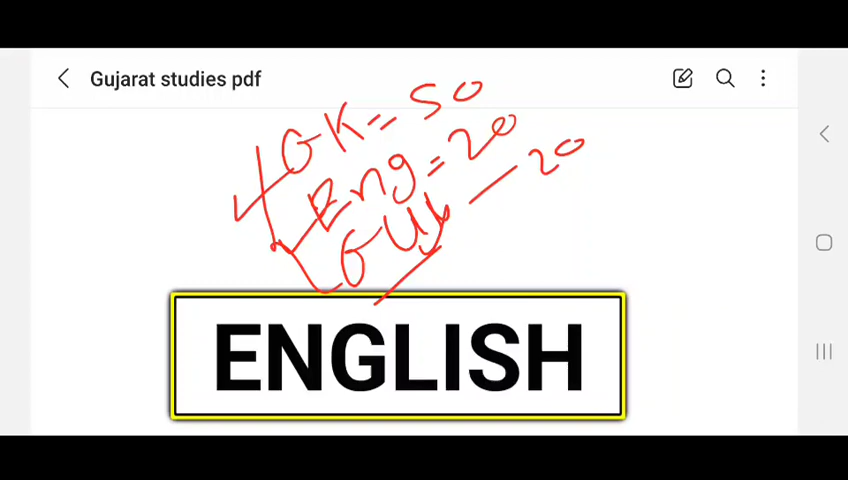 Gujarat studies pdf
GK = 50
Eng = 20
Guj - 20
ENGLISH